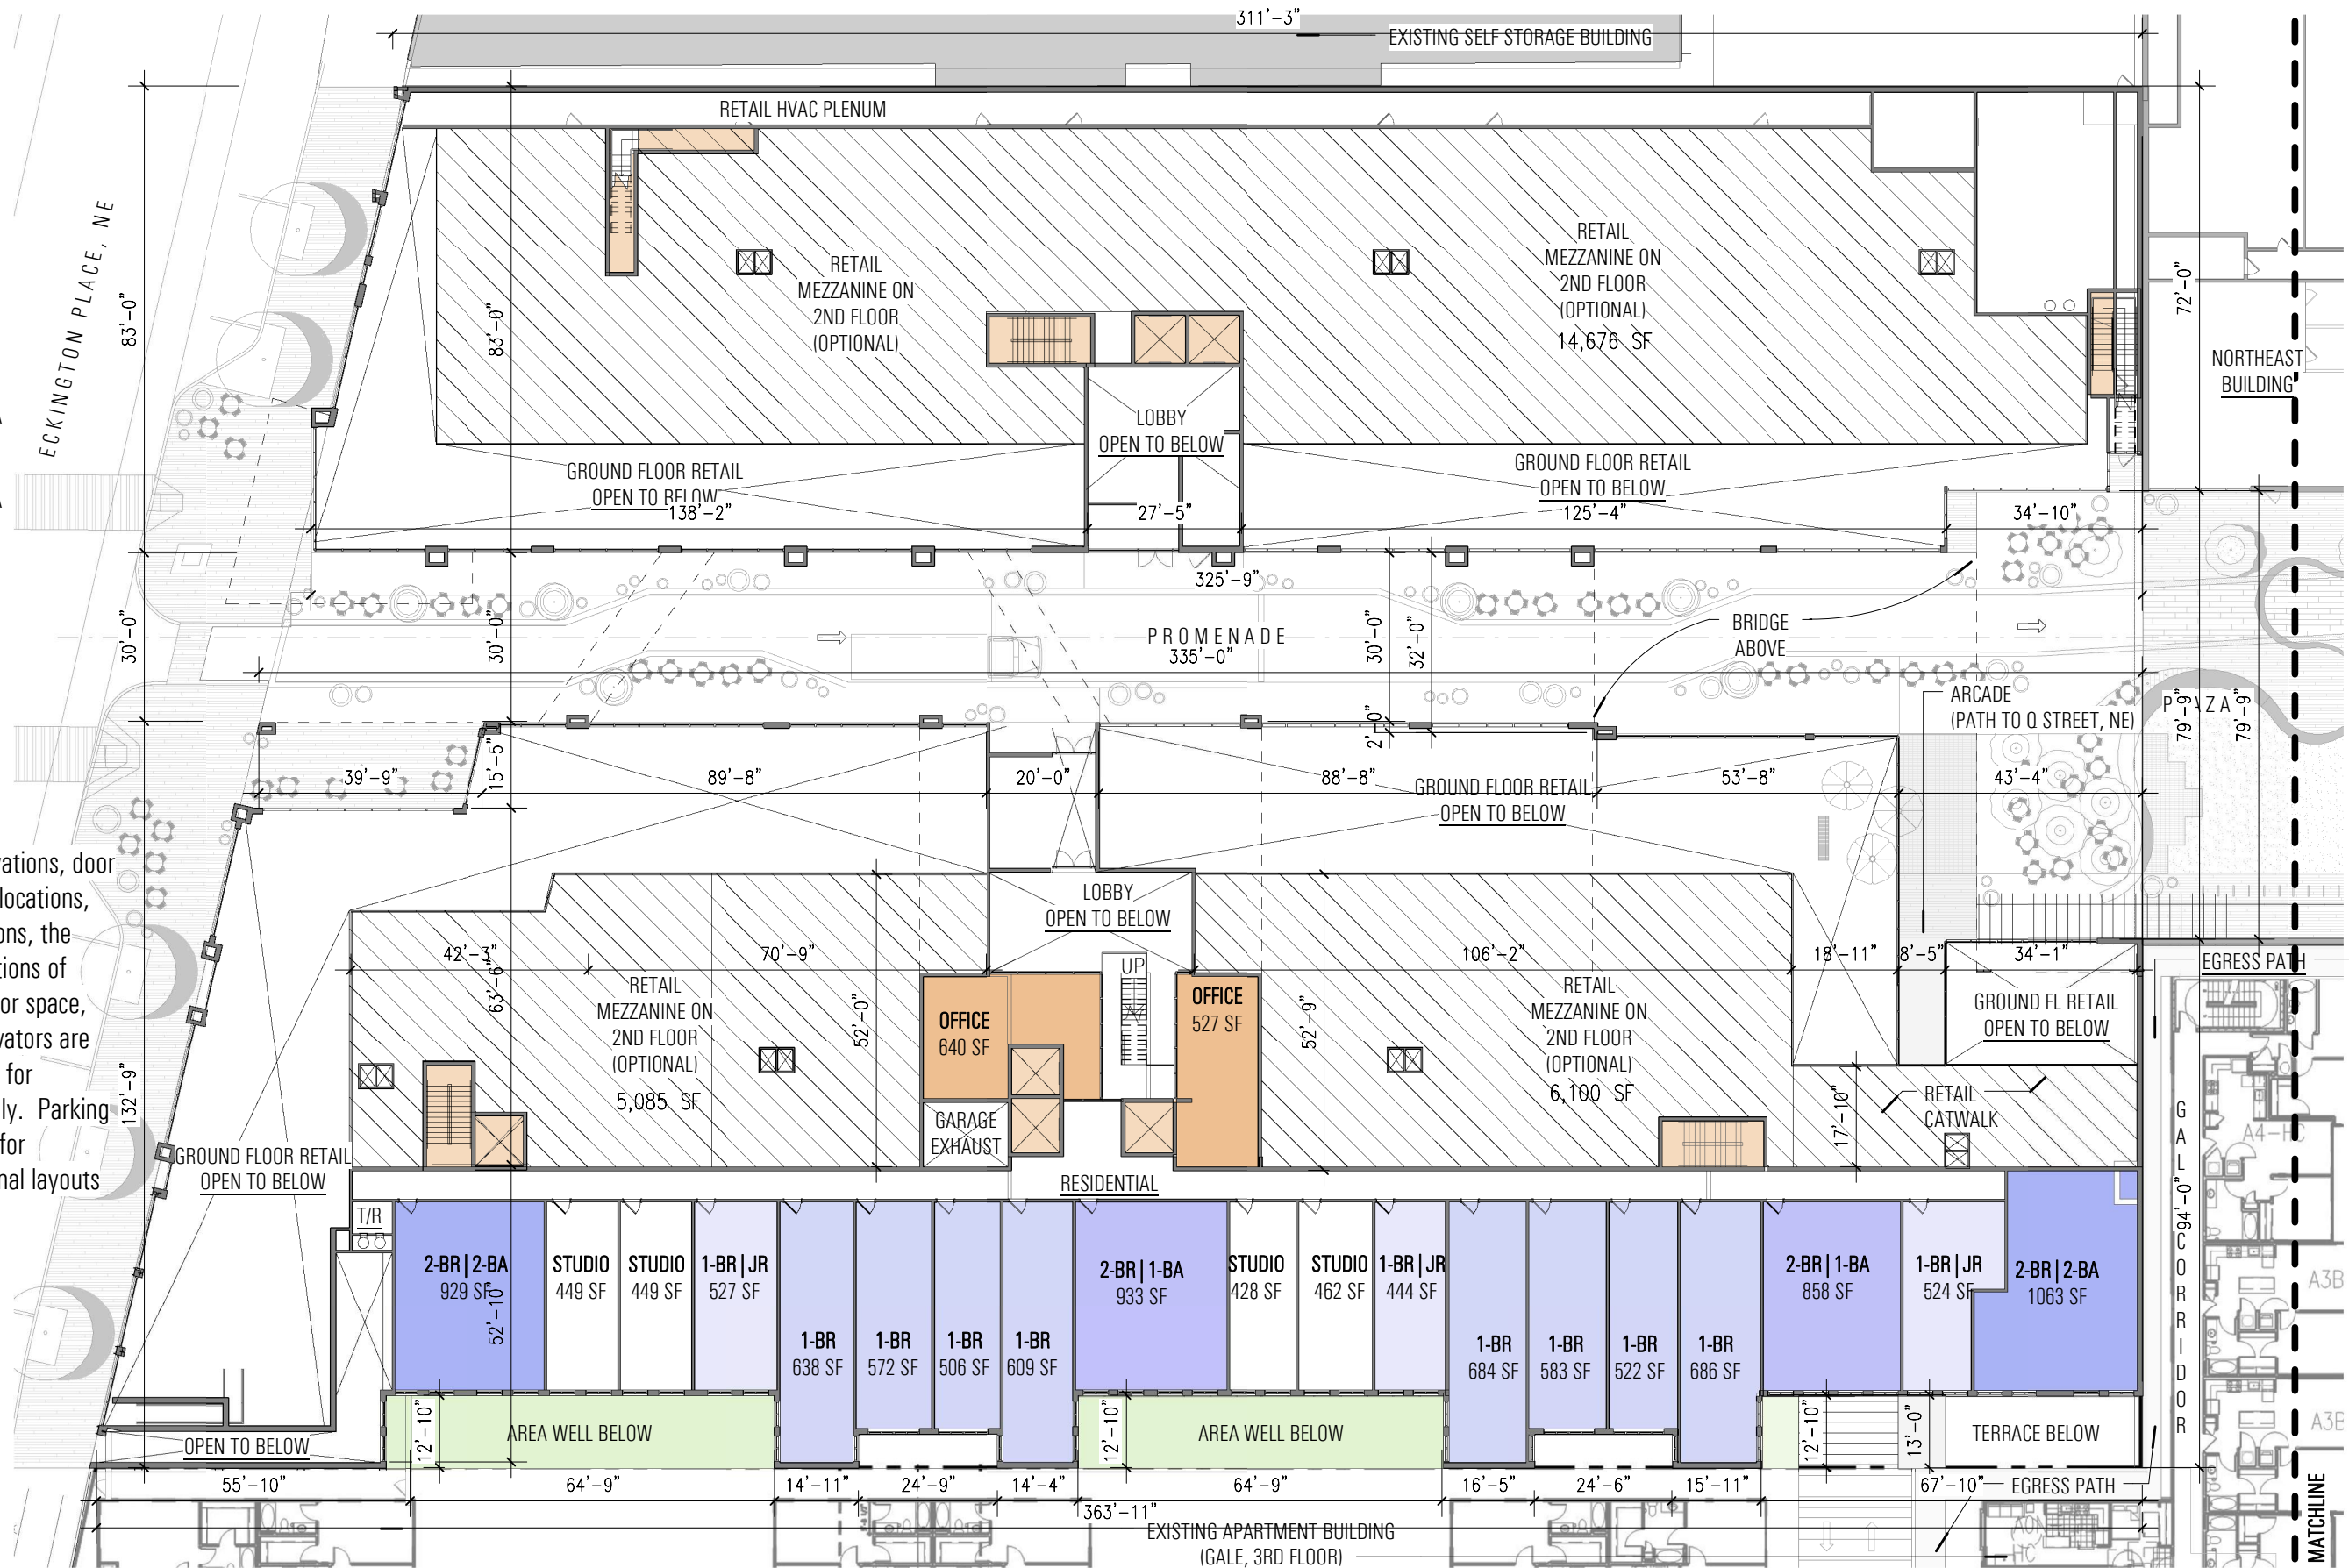 311'-3"
EXISTING SELF STORAGE BUILDING
RETAIL HVAC PLENUM
ECKINGTON PLACE, NE
83'-0"
83'-0"
72'-0"
RETAIL
MEZZANINE ON
2ND FLOOR
(OPTIONAL)
RETAIL
MEZZANINE ON
2ND FLOOR
(OPTIONAL)
14,676 SF
NORTHEAST
BUILDING
LOBBY
OPEN TO BELOW
GROUND FLOOR RETAIL
OPEN TO BELOW
GROUND FLOOR RETAIL
OPEN TO BELOW
138'-2"
27'-5"
125'-4"
34'-10"
325'-9"
30'-0"
30'-0"
30'-0"
32'-0"
PROMENADE
335'-0"
BRIDGE
ABOVE
ARCADE
(PATH TO Q STREET, NE)
79'-9"
79'-9"
2'-0"
15'-5"
39'-9"
89'-8"
20'-0"
88'-8"
53'-8"
43'-4"
GROUND FLOOR RETAIL
OPEN TO BELOW
door
locations,
the
or space,
are
for
Parking
for
layouts
LOBBY
OPEN TO BELOW
42'-3"
70'-9"
106'-2"
18'-11"
8'-5"
34'-1"
EGRESS PATH
63'-6"
52'-0"
52'-9"
UP
RETAIL
MEZZANINE ON
2ND FLOOR
(OPTIONAL)
5,085 SF
OFFICE
640 SF
OFFICE
527 SF
RETAIL
MEZZANINE ON
2ND FLOOR
(OPTIONAL)
6,100 SF
GROUND FL RETAIL
OPEN TO BELOW
132'-9"
GARAGE
EXHAUST
17'-10"
RETAIL
CATWALK
A4-HC
GALE CORRIDOR
94'-0"
GROUND FLOOR RETAIL
OPEN TO BELOW
RESIDENTIAL
T/R
2-BR|2-BA
929 SF
52'-10"
STUDIO
449 SF
STUDIO
449 SF
1-BR|JR
527 SF
1-BR
638 SF
1-BR
572 SF
1-BR
506 SF
1-BR
609 SF
2-BR|1-BA
933 SF
STUDIO
428 SF
STUDIO
462 SF
1-BR|JR
444 SF
1-BR
684 SF
1-BR
583 SF
1-BR
522 SF
1-BR
686 SF
2-BR|1-BA
858 SF
1-BR|JR
524 SF
2-BR|2-BA
1063 SF
A3B
A3B
12'-10"
AREA WELL BELOW
12'-10"
AREA WELL BELOW
12'-10"
13'-0"
TERRACE BELOW
OPEN TO BELOW
55'-10"
64'-9"
14'-11"
24'-9"
14'-4"
64'-9"
16'-5"
24'-6"
15'-11"
67'-10"
EGRESS PATH
363'-11"
EXISTING APARTMENT BUILDING
(GALE, 3RD FLOOR)
MATCHLINE